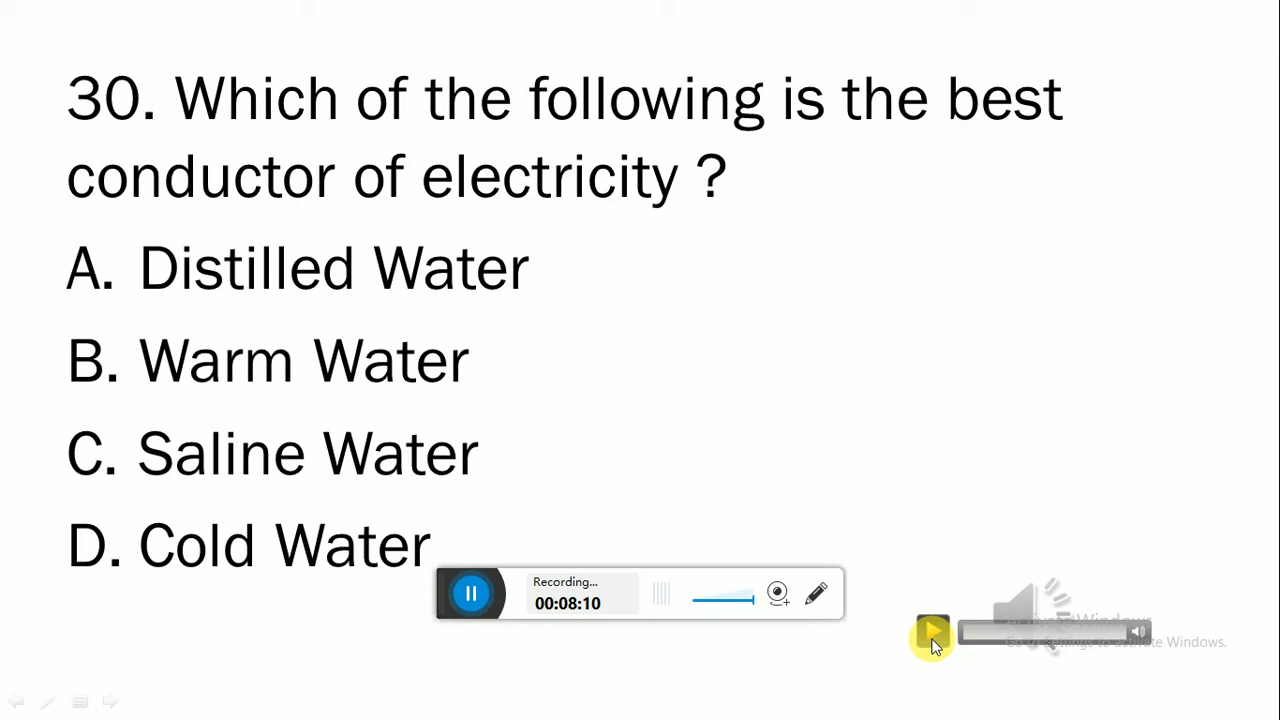 30. Which of the following is the best
conductor of electricity ?
A. Distilled Water
B. Warm Water
C. Saline Water
D. Cold Water
Recording...
00:08:10
Activate Windows
Go to Settings to activate Windows.